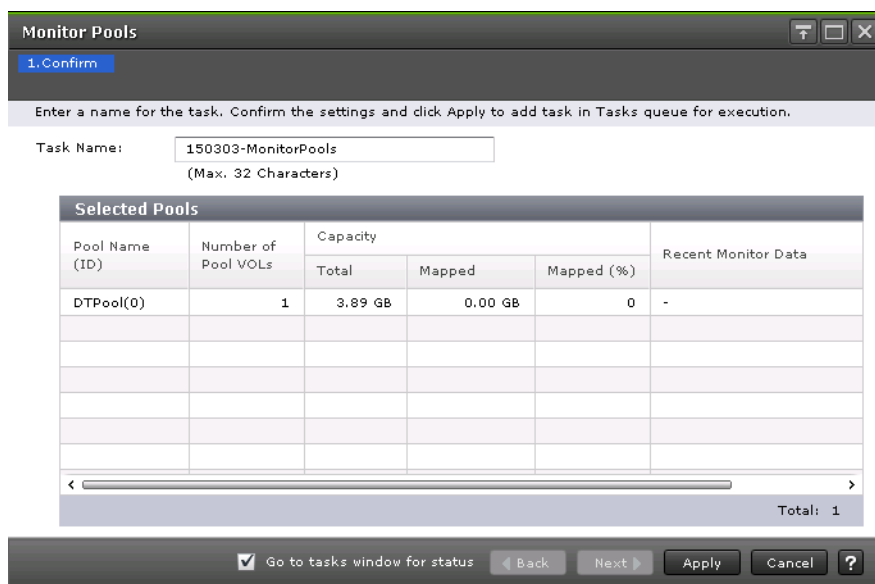 Monitor Pools
1.Confirm
Enter a name for the task. Confirm the settings and click Apply to add task in Tasks queue for execution.
Task Name: 150303-MonitorPools
(Max. 32 Characters)
Selected Pools
Pool Name (ID) Number of Pool VOLs Capacity Recent Monitor Data
Total Mapped Mapped (%)
DTPool(0) 1 3.89 GB 0.00 GB 0 -
Total: 1
Go to tasks window for status Back Next Apply Cancel ?